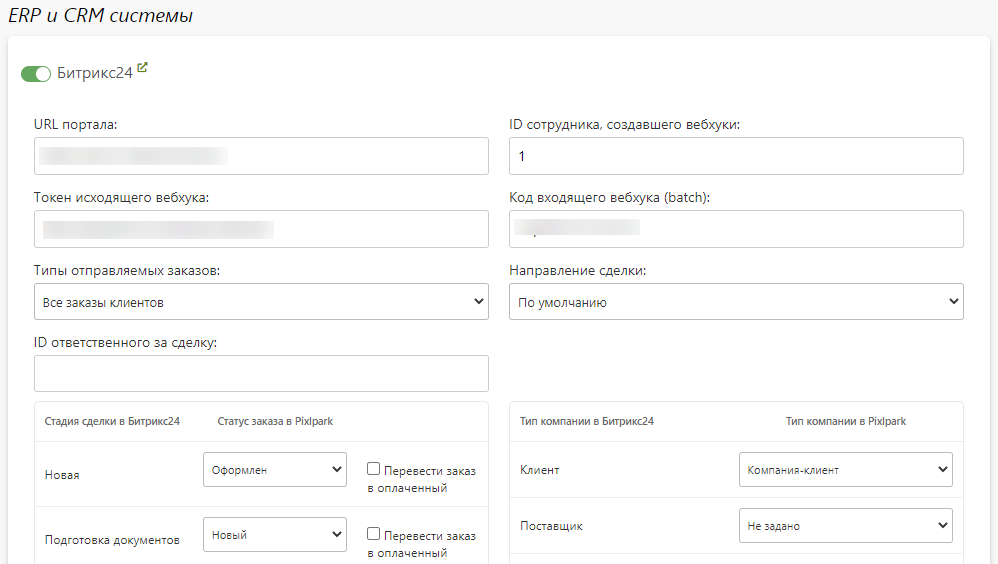 ERP и CRM системы
Битрикс24
URL портала:
ID сотрудника, создавшего вебхуки:
1
Токен исходящего вебхука:
Код входящего вебхука (batch):
Типы отправляемых заказов:
Направление сделки:
Все заказы клиентов
По умолчанию
ID ответственного за сделку:
Стадия сделки в Битрикс24
Статус заказа в Pixlpark
Тип компании в Битрикс24
Тип компании в Pixlpark
Новая
Оформлен
Перевести заказ
в оплаченный
Клиент
Компания-клиент
Подготовка документов
Новый
Перевести заказ
в оплаченный
Поставщик
Не задано